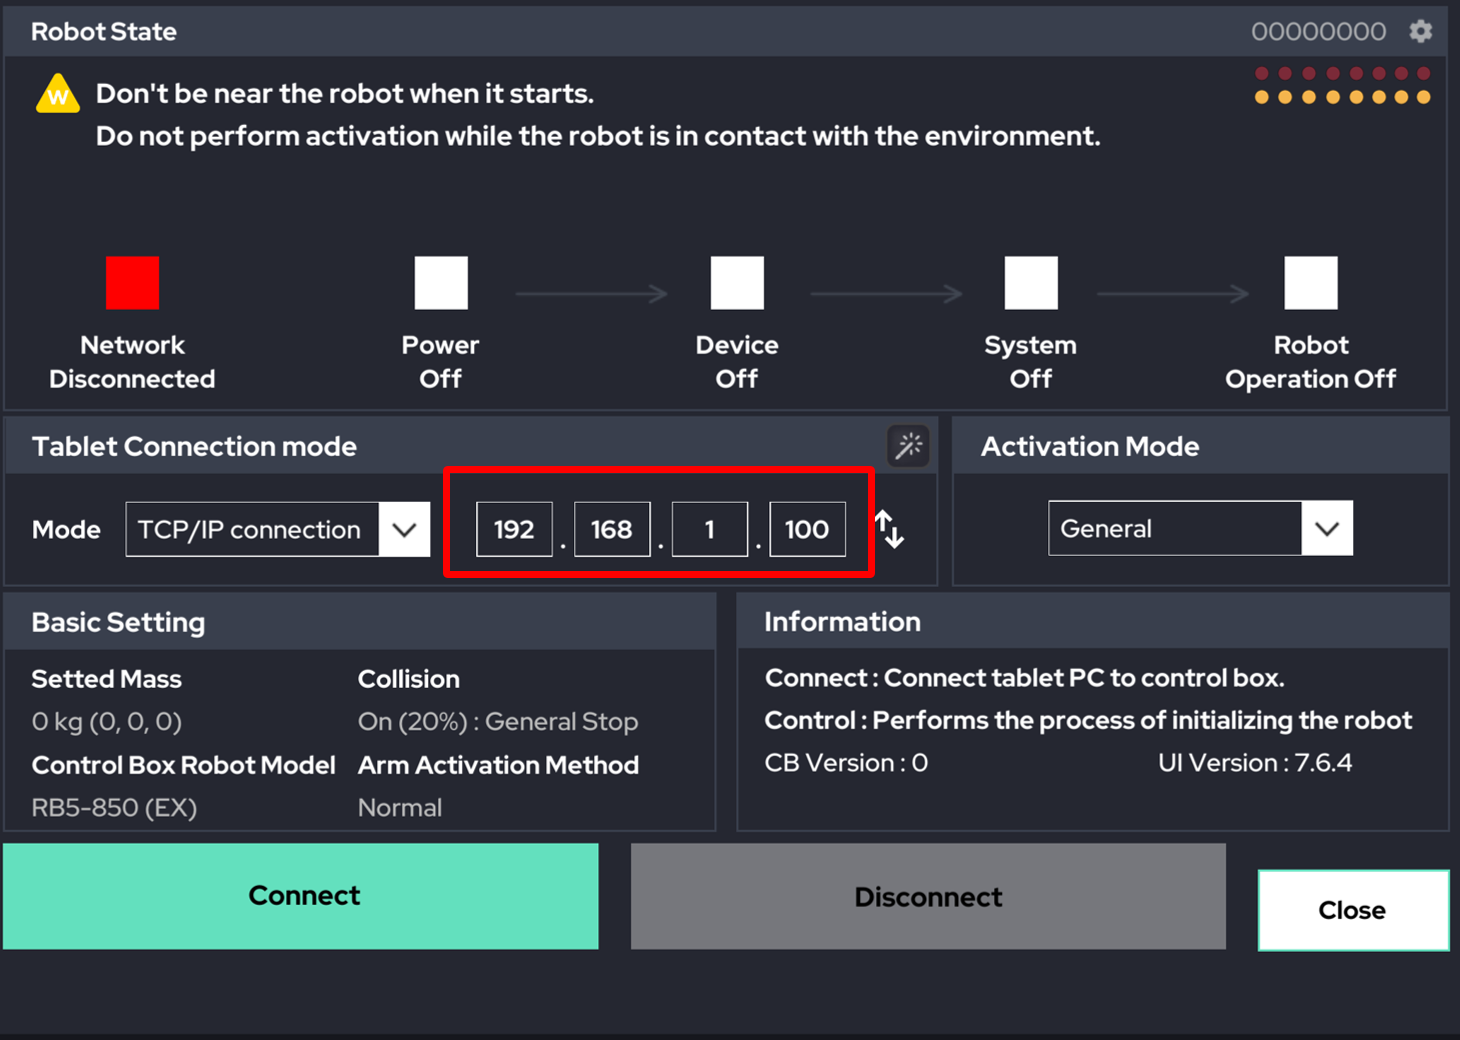 Robot State
00000000
W
Don't be near the robot when it starts.
Do not perform activation while the robot is in contact with the environment.
Network
Disconnected
Power
Off
Device
Off
System
Off
Robot
Operation Off
Tablet Connection mode
Mode
TCP/IP connection
192 . 168 . 1 . 100
Activation Mode
General
Basic Setting
Setted Mass
0 kg (0, 0, 0)
Collision
On (20%) : General Stop
Control Box Robot Model
RB5-850 (EX)
Arm Activation Method
Normal
Information
Connect : Connect tablet PC to control box.
Control : Performs the process of initializing the robot
CB Version : 0
UI Version : 7.6.4
Connect
Disconnect
Close